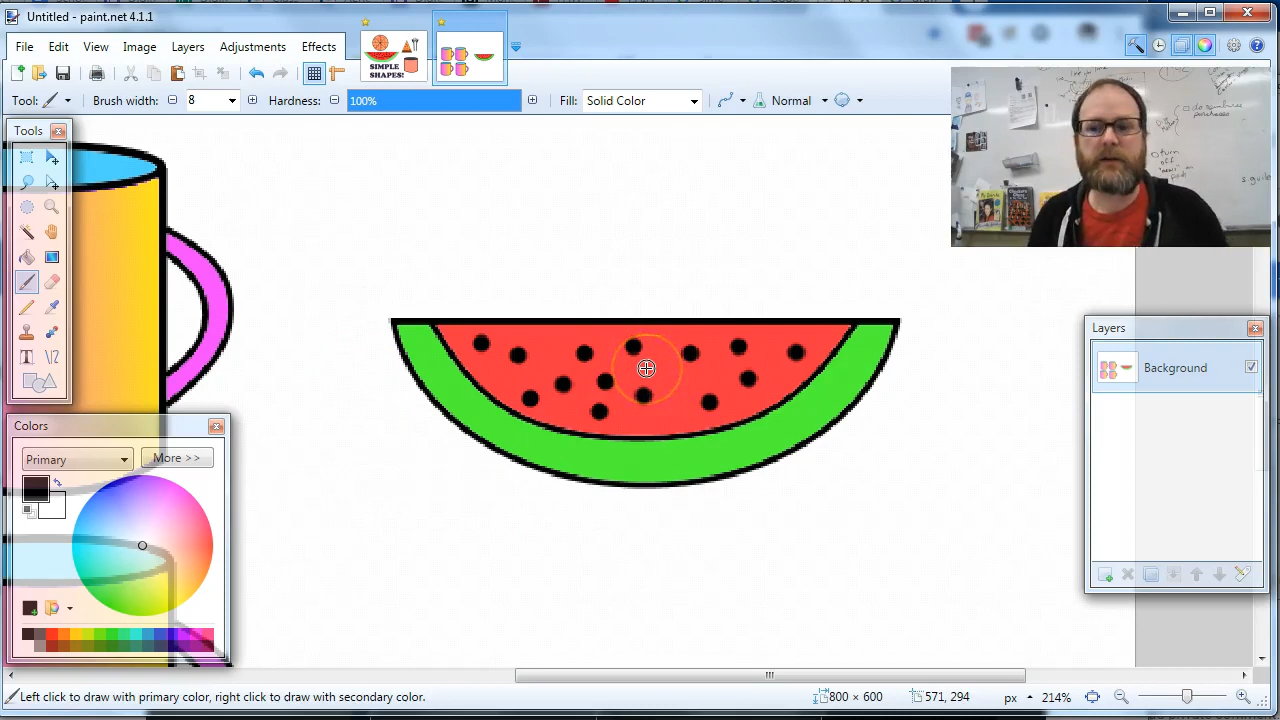 Untitled - paint.net 4.1.1
File Edit View Image Layers Adjustments Effects
SIMPLE
SHAPES!
Tool: Brush width: 8 Hardness: 100% Fill: Solid Color Normal
Tools
T
Colors
Primary More >>
Layers
Background
Left click to draw with primary color, right click to draw with secondary color. 800 × 600 571, 294 px 214%